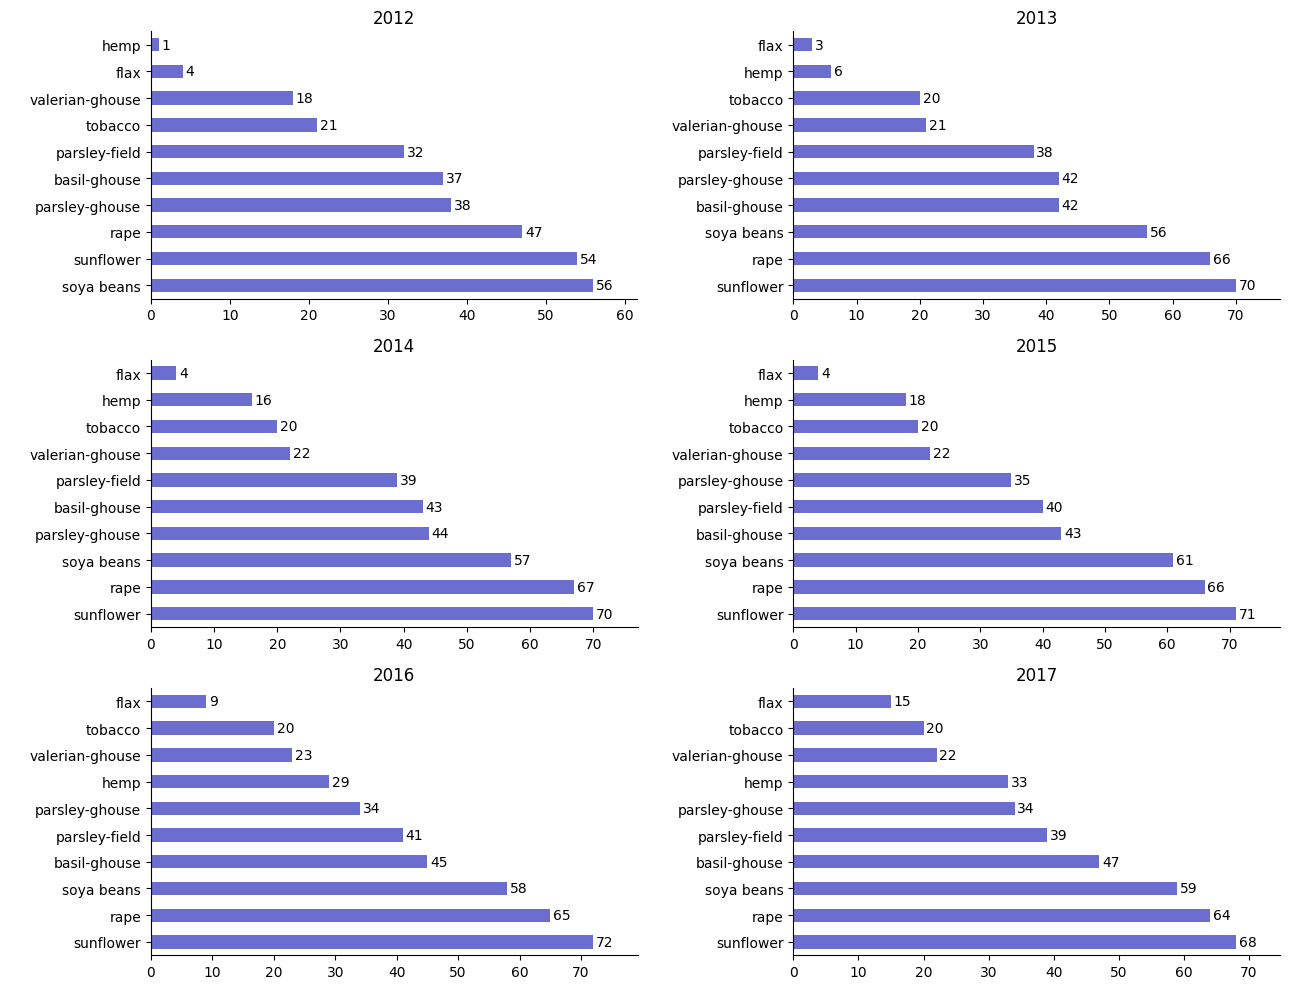 2012
hemp 1
flax 4
valerian-ghouse 18
tobacco 21
parsley-field 32
basil-ghouse 37
parsley-ghouse 38
rape 47
sunflower 54
soya beans 56
0 10 20 30 40 50 60
2013
flax 3
hemp 6
tobacco 20
valerian-ghouse 21
parsley-field 38
parsley-ghouse 42
basil-ghouse 42
soya beans 56
rape 66
sunflower 70
0 10 20 30 40 50 60 70
2014
flax 4
hemp 16
tobacco 20
valerian-ghouse 22
parsley-field 39
basil-ghouse 43
parsley-ghouse 44
soya beans 57
rape 67
sunflower 70
0 10 20 30 40 50 60 70
2015
flax 4
hemp 18
tobacco 20
valerian-ghouse 22
parsley-ghouse 35
parsley-field 40
basil-ghouse 43
soya beans 61
rape 66
sunflower 71
0 10 20 30 40 50 60 70
2016
flax 9
tobacco 20
valerian-ghouse 23
hemp 29
parsley-ghouse 34
parsley-field 41
basil-ghouse 45
soya beans 58
rape 65
sunflower 72
0 10 20 30 40 50 60 70
2017
flax 15
tobacco 20
valerian-ghouse 22
hemp 33
parsley-ghouse 34
parsley-field 39
basil-ghouse 47
soya beans 59
rape 64
sunflower 68
0 10 20 30 40 50 60 70